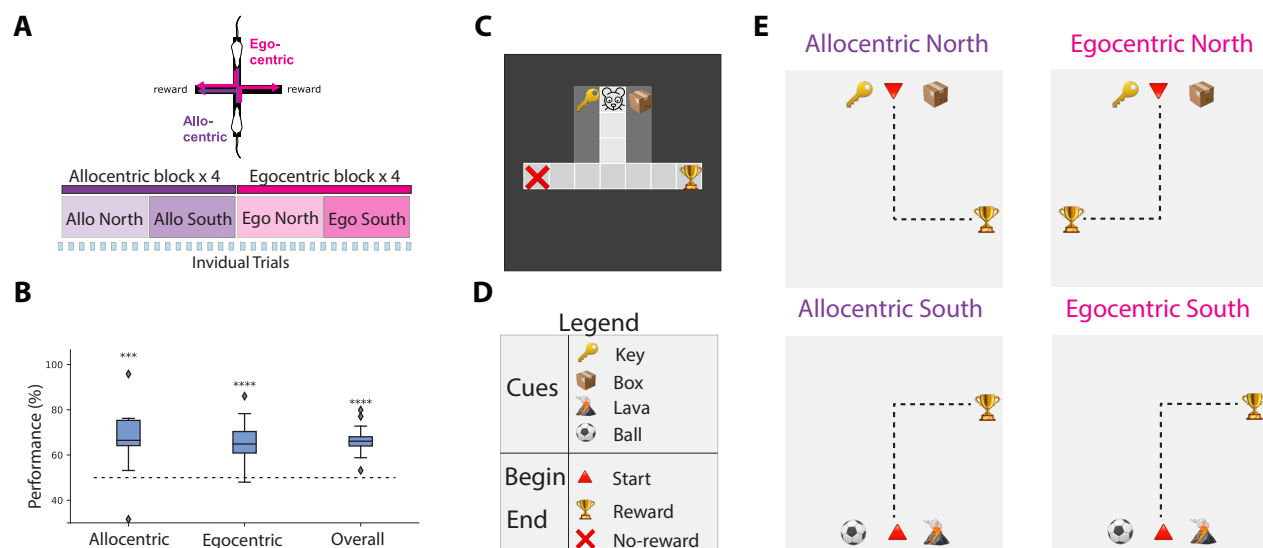 A
Ego-
centric
reward
reward
Allo-
centric
Allocentric block x 4
Egocentric block x 4
Allo North
Allo South
Ego North
Ego South
Invidual Trials
B
Performance (%)
100
80
60
40
***
****
****
Allocentric
Egocentric
Overall
C
D
Legend
Cues
Key
Box
Lava
Ball
Begin
End
Start
Reward
No-reward
E
Allocentric North
Egocentric North
Allocentric South
Egocentric South